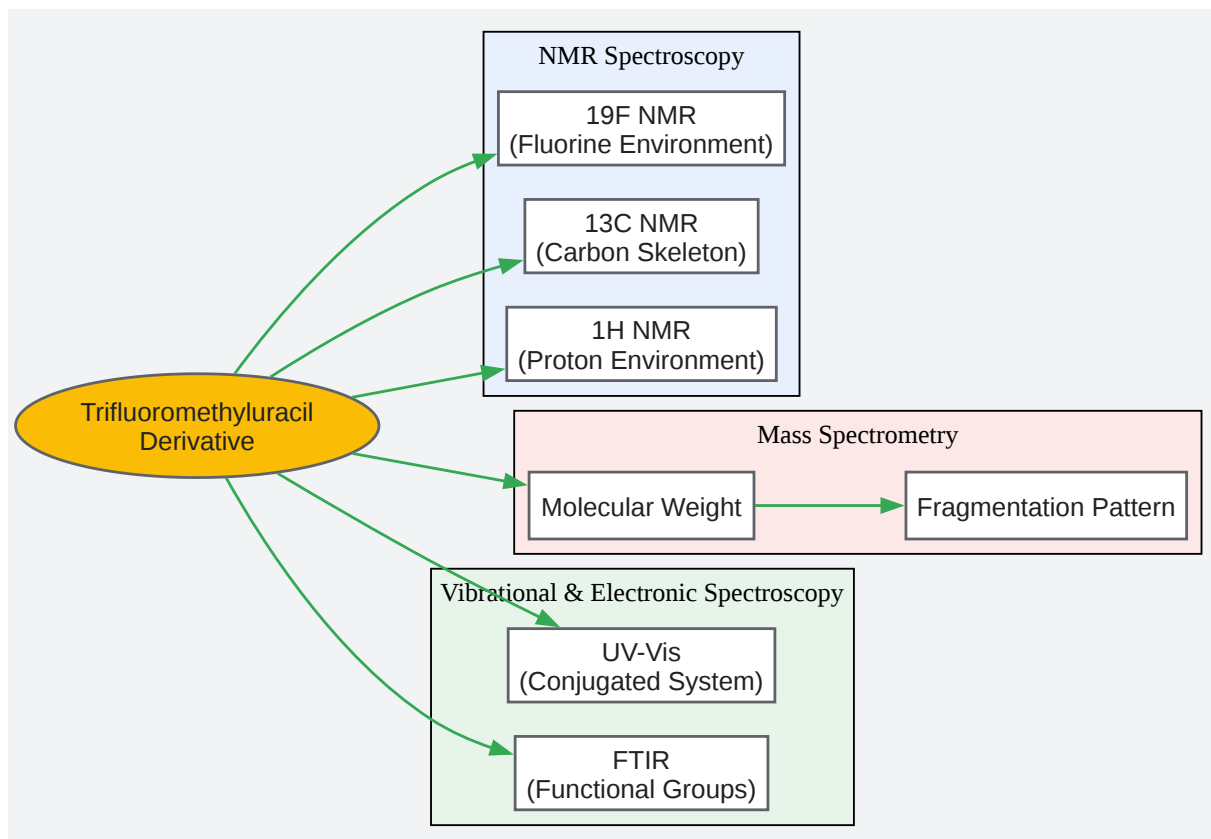 NMR Spectroscopy
19F NMR
(Fluorine Environment)
13C NMR
(Carbon Skeleton)
1H NMR
(Proton Environment)
Trifluoromethyluracil
Derivative
Mass Spectrometry
Molecular Weight
Fragmentation Pattern
Vibrational & Electronic Spectroscopy
UV-Vis
(Conjugated System)
FTIR
(Functional Groups)